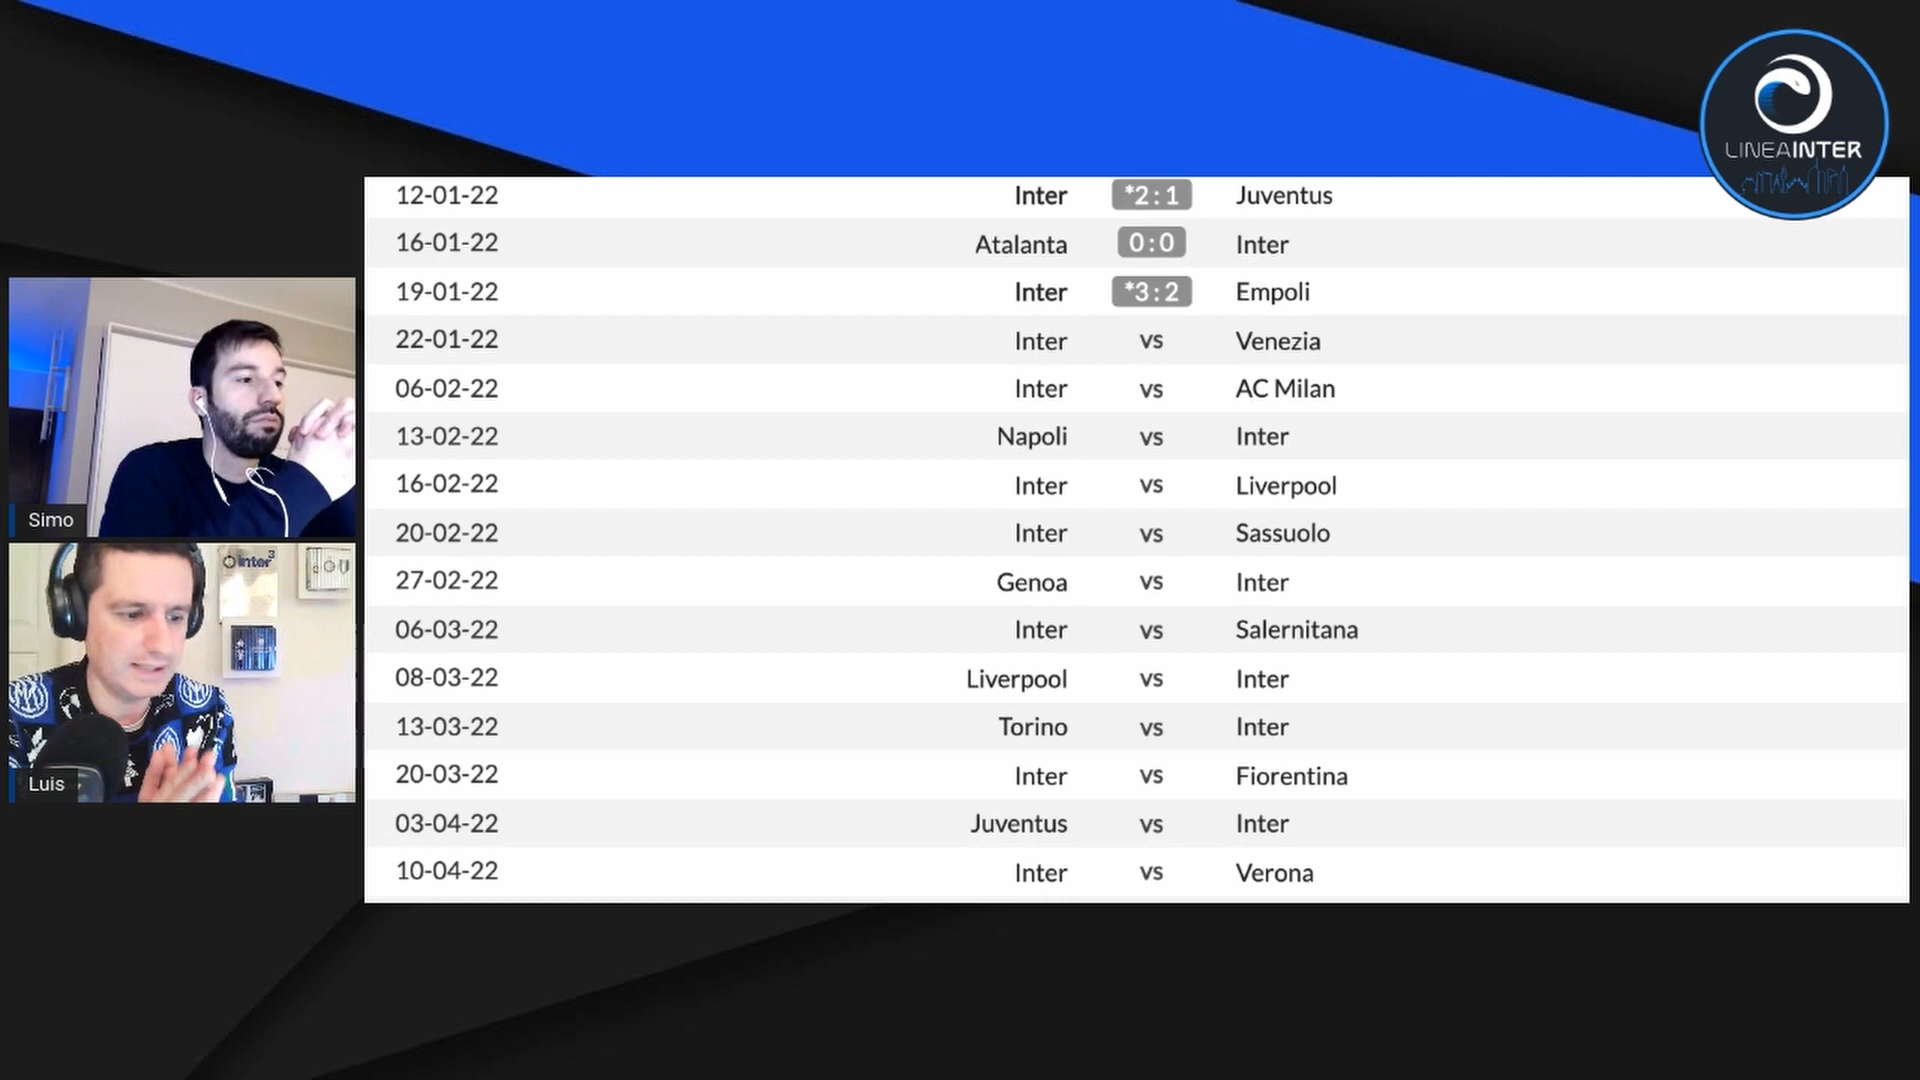 LINEAINTER
12-01-22 Inter *2:1 Juventus
16-01-22 Atalanta 0:0 Inter
19-01-22 Inter *3:2 Empoli
22-01-22 Inter vs Venezia
06-02-22 Inter vs AC Milan
13-02-22 Napoli vs Inter
16-02-22 Inter vs Liverpool
20-02-22 Inter vs Sassuolo
27-02-22 Genoa vs Inter
06-03-22 Inter vs Salernitana
08-03-22 Liverpool vs Inter
13-03-22 Torino vs Inter
20-03-22 Inter vs Fiorentina
03-04-22 Juventus vs Inter
10-04-22 Inter vs Verona
Simo
inter3
Luis